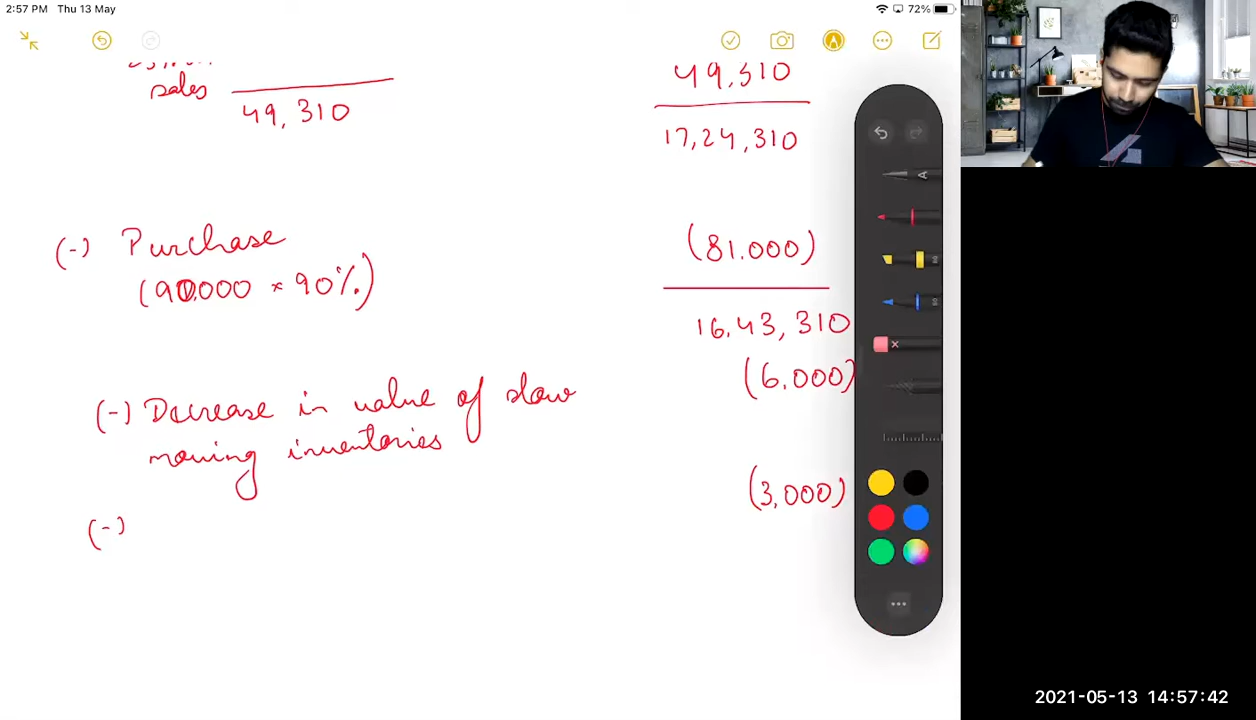 2:57 PM Thu 13 May
72%
sales
49,310
49,310
17,24,310
(-) Purchase
(90,000 × 90%)
(81,000)
16,43,310
(-) Decrease in value of slow
moving inventories
(6,000)
(3,000)
(-)
2021-05-13 14:57:42